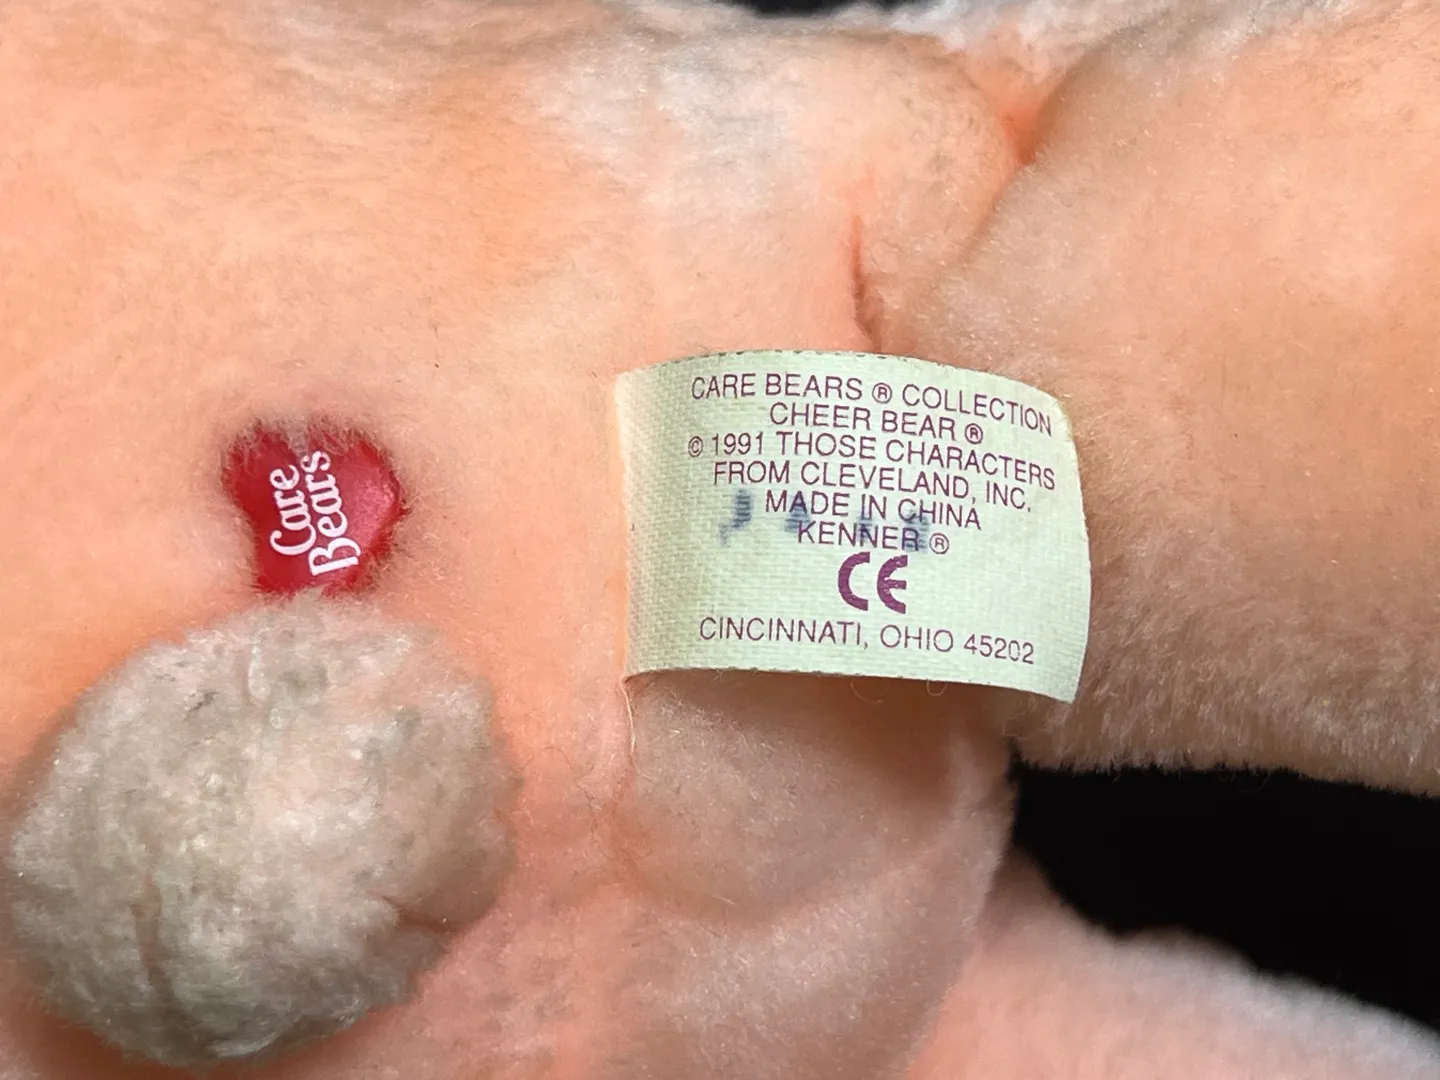 Care
Bears
CARE BEARS ® COLLECTION
CHEER BEAR ®
© 1991 THOSE CHARACTERS
FROM CLEVELAND, INC.
MADE IN CHINA
KENNER ®
CE
CINCINNATI, OHIO 45202